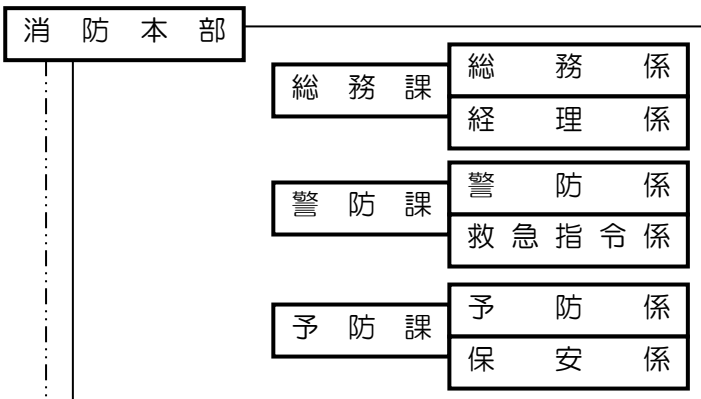 消防本部
総務課
総務係
経理係
警防課
警防係
救急指令係
予防課
予防係
保安係